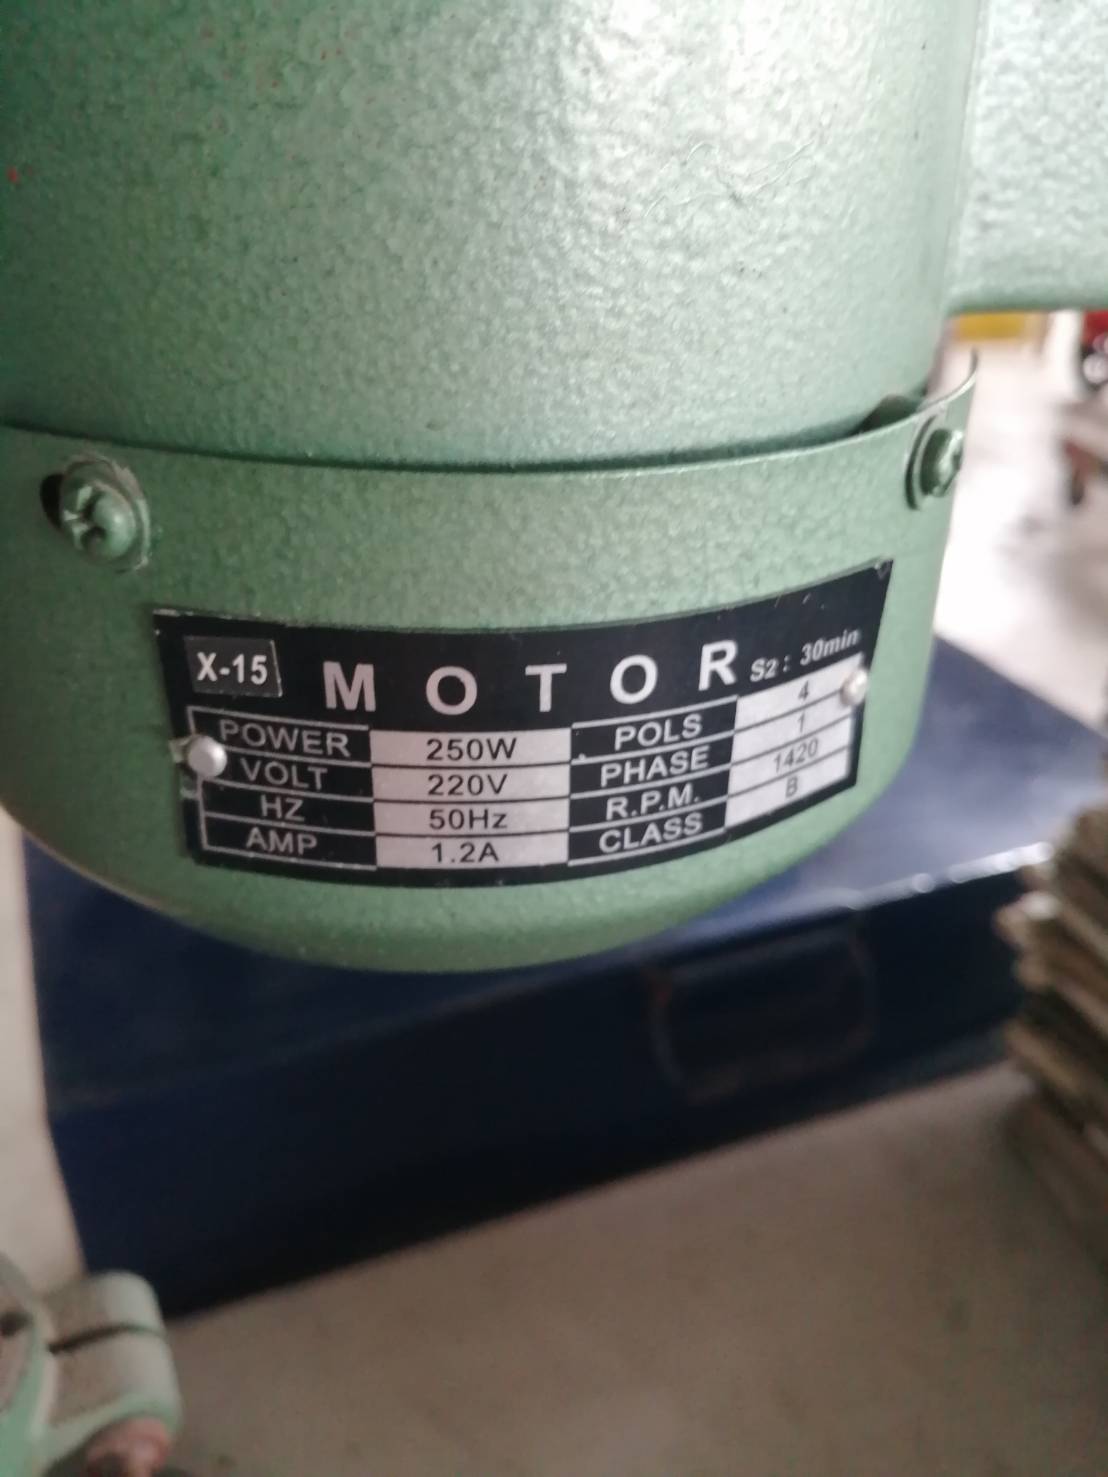 X-15 MOTOR S2: 30min
POWER 250W POLS 4
VOLT 220V PHASE 1
HZ 50Hz R.P.M. 1420
AMP 1.2A CLASS B